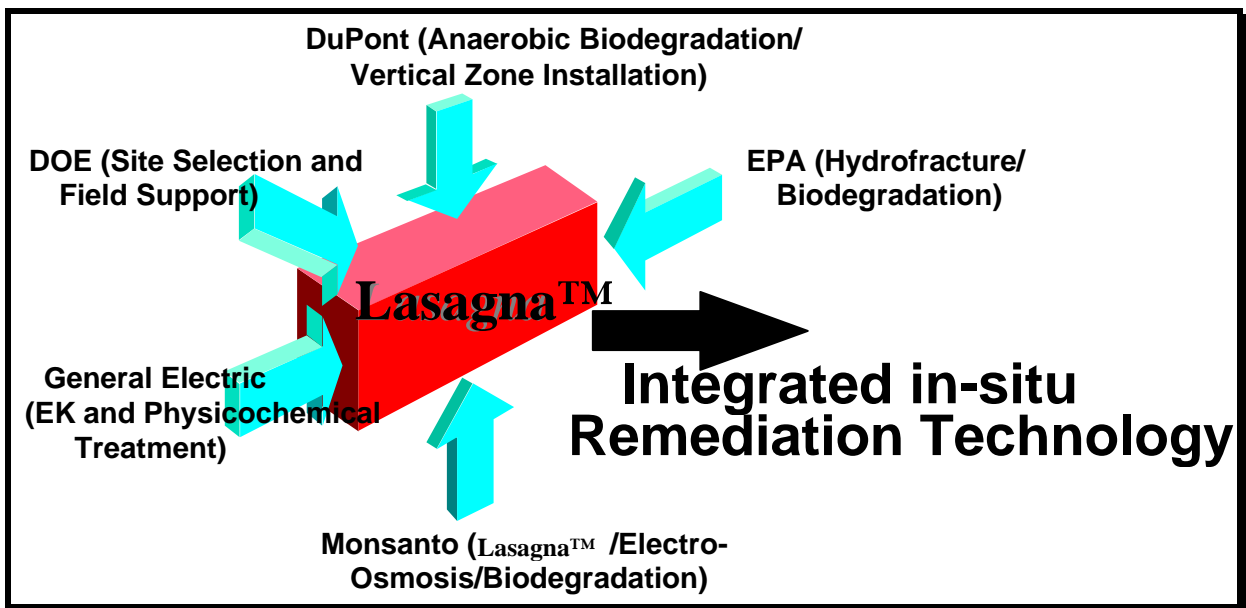 DuPont (Anaerobic Biodegradation/
Vertical Zone Installation)
DOE (Site Selection and
Field Support)
EPA (Hydrofracture/
Biodegradation)
Lasagna™
General Electric
(EK and Physicochemical
Treatment)
Integrated in-situ
Remediation Technology
Monsanto (Lasagna™ /Electro-
Osmosis/Biodegradation)